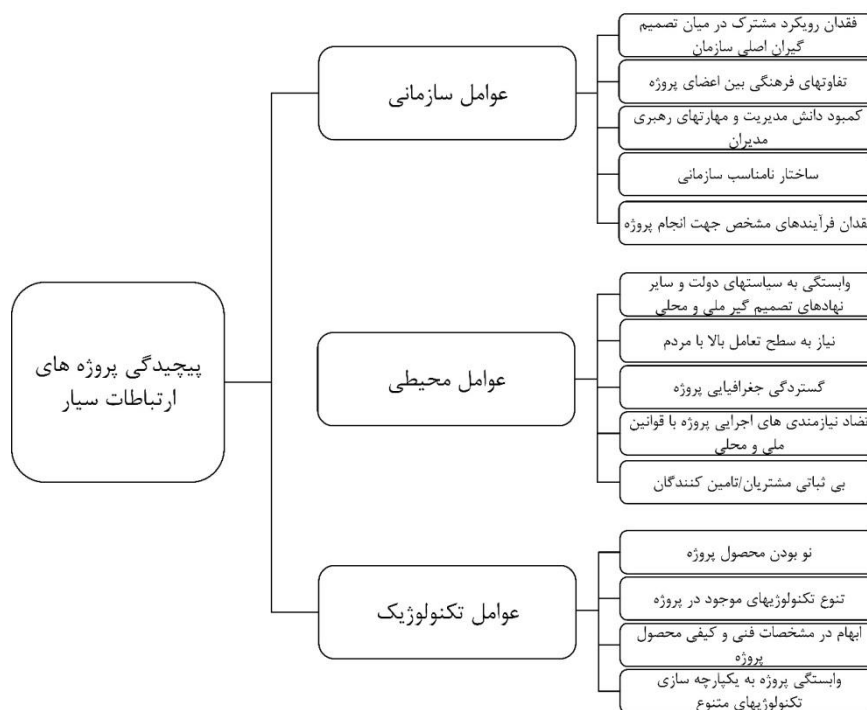 پیچیدگی پروژه های
ارتباطات سیار
عوامل سازمانی
فقدان رویکرد مشترک در میان تصمیم
گیران اصلی سازمان
تفاوتهای فرهنگی بین اعضای پروژه
کمبود دانش مدیریت و مهارتهای رهبری
مدیران
ساختار نامناسب سازمانی
فقدان فرآیندهای مشخص جهت انجام پروژه
عوامل محیطی
وابستگی به سیاستهای دولت و سایر
نهادهای تصمیم گیر ملی و محلی
نیاز به سطح تعامل بالا با مردم
گستردگی جغرافیایی پروژه
تضاد نیازمندی های اجرایی پروژه با قوانین
ملی و محلی
بی ثباتی مشتریان/تامین کنندگان
عوامل تکنولوژیک
نو بودن محصول پروژه
تنوع تکنولوژیهای موجود در پروژه
ابهام در مشخصات فنی و کیفی محصول
پروژه
وابستگی پروژه به یکپارچه سازی
تکنولوژیهای متنوع